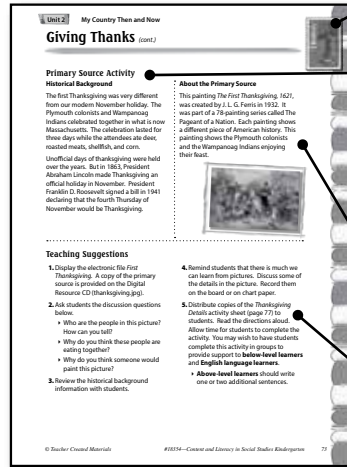 Unit 2 My Country Then and Now
Giving Thanks (cont.)
Primary Source Activity
Historical Background
The first Thanksgiving was very different
from our modern November holiday. The
Plymouth colonists and Wampanoag
Indians celebrated together in what is now
Massachusetts. The celebration lasted for
three days while the attendees ate deer,
roasted meats, shellfish, and corn.
Unofficial days of thanksgiving were held
over the years. But in 1863, President
Abraham Lincoln made Thanksgiving an
official holiday in November. President
Franklin D. Roosevelt signed a bill in 1941
declaring that the fourth Thursday of
November would be Thanksgiving.
About the Primary Source
This painting The First Thanksgiving, 1621,
was created by J. L. G. Ferris in 1932. It
was part of a 78-painting series called The
Pageant of a Nation. Each painting shows
a different piece of American history. This
painting shows the Plymouth colonists
and the Wampanoag Indians enjoying
their feast.
Teaching Suggestions
1. Display the electronic file First
Thanksgiving. A copy of the primary
source is provided on the Digital
Resource CD (thanksgiving.jpg).
2. Ask students the discussion questions
below.
‣ Who are the people in this picture?
How can you tell?
‣ Why do you think these people are
eating together?
‣ Why do you think someone would
paint this picture?
3. Review the historical background
information with students.
4. Remind students that there is much we
can learn from pictures. Discuss some of
the details in the picture. Record them
on the board or on chart paper.
5. Distribute copies of the Thanksgiving
Details activity sheet (page 77) to
students. Read the directions aloud.
Allow time for students to complete the
activity. You may wish to have students
complete this activity in groups to
provide support to below-level learners
and English language learners.
‣ Above-level learners should write
one or two additional sentences.
© Teacher Created Materials #18354—Content and Literacy in Social Studies Kindergarten 73